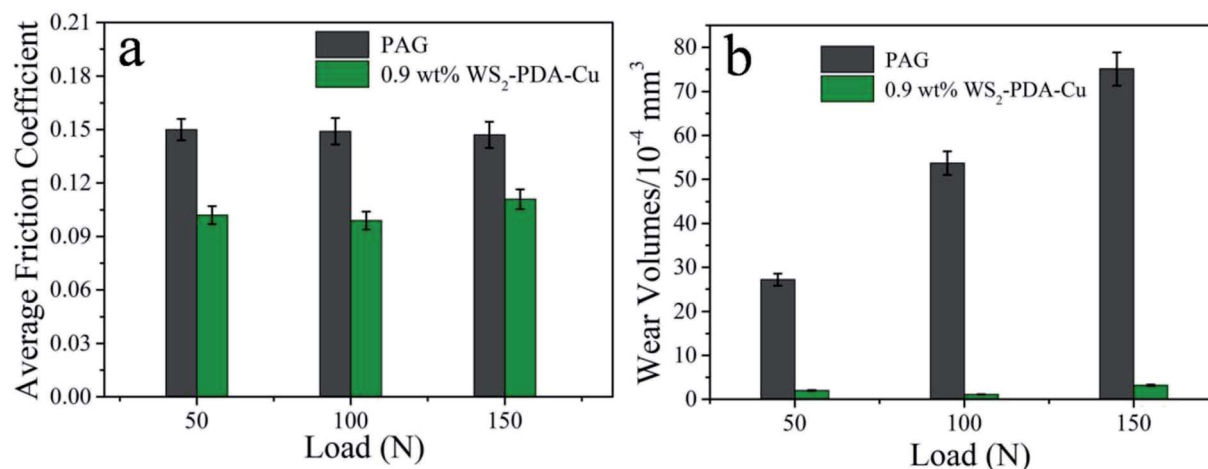 a
PAG
0.9 wt% WS₂-PDA-Cu
Average Friction Coefficient
0.21
0.18
0.15
0.12
0.09
0.06
0.03
0.00
50
100
150
Load (N)
b
PAG
0.9 wt% WS₂-PDA-Cu
Wear Volumes/10⁻⁴ mm³
80
70
60
50
40
30
20
10
0
50
100
150
Load (N)